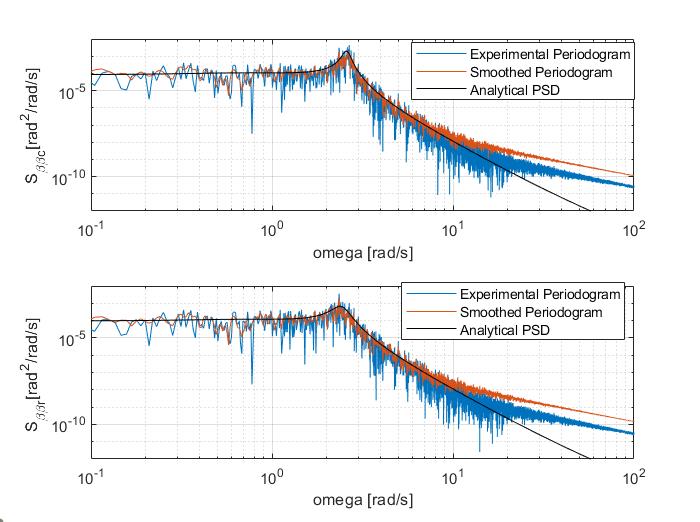 Experimental Periodogram
Smoothed Periodogram
Analytical PSD
S_ββc[rad^2/rad/s]
10^-5
10^-10
10^-1
10^0
10^1
10^2
omega [rad/s]
Experimental Periodogram
Smoothed Periodogram
Analytical PSD
S_ββr[rad^2/rad/s]
10^-5
10^-10
10^-1
10^0
10^1
10^2
omega [rad/s]